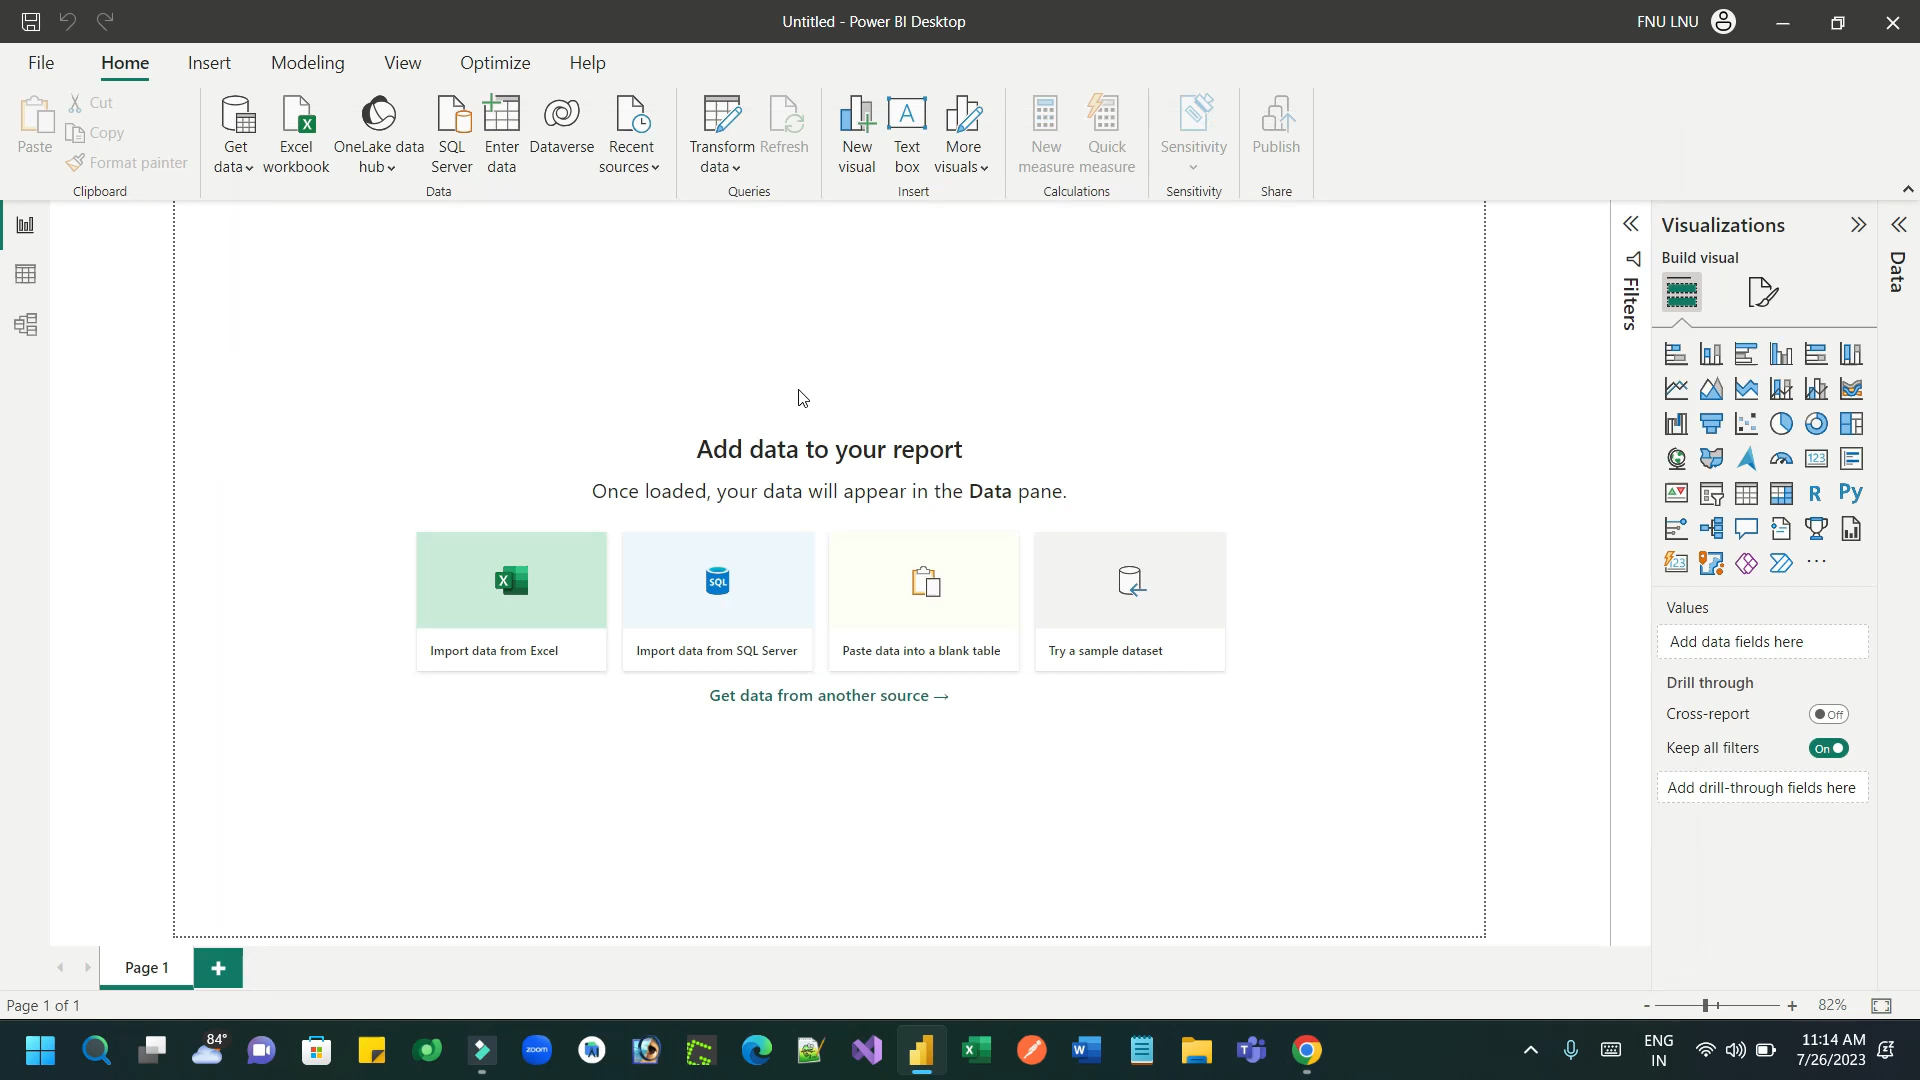 Untitled - Power BI Desktop
FNU LNU
File Home Insert Modeling View Optimize Help
Paste
Cut
Copy
Format painter
Clipboard
Get data
Excel workbook
OneLake data hub
SQL Server
Enter data
Dataverse
Recent sources
Data
Transform data
Refresh
Queries
New visual
Text box
More visuals
Insert
New measure
Quick measure
Calculations
Sensitivity
Sensitivity
Publish
Share
Add data to your report
Once loaded, your data will appear in the Data pane.
SQL
Import data from Excel
Import data from SQL Server
Paste data into a blank table
Try a sample dataset
Get data from another source →
Filters
Visualizations
Build visual
123
R
Py
123
Values
Add data fields here
Drill through
Cross-report
Off
Keep all filters
On
Add drill-through fields here
Data
Page 1
Page 1 of 1
- + 82%
84°
zoom
ENG
IN
11:14 AM
7/26/2023